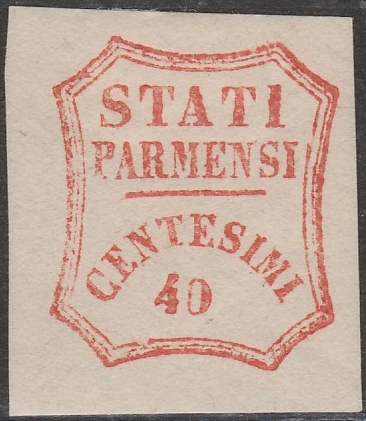 STATI
PARMENSI
CENTESIMI
40